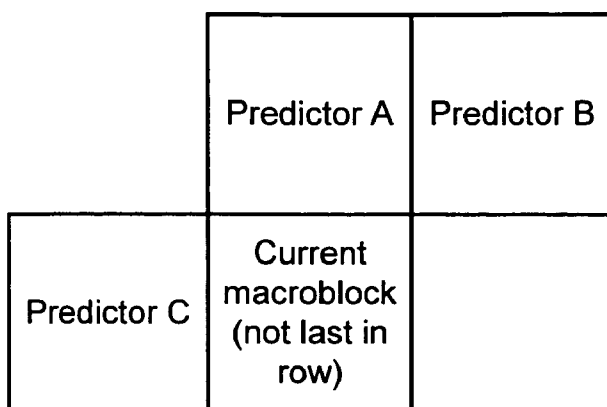 Predictor A
Predictor B
Predictor C
Current
macroblock
(not last in
row)